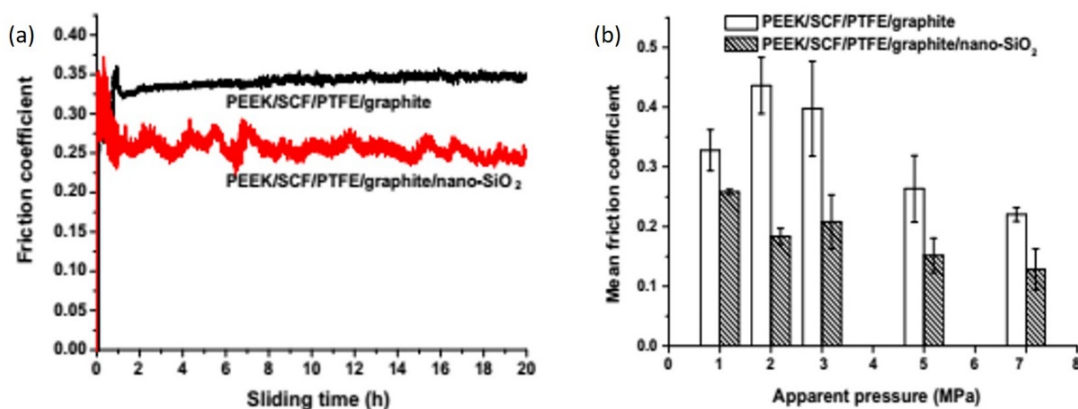 (a)
Friction coefficient
0.40
0.35
0.30
0.25
0.20
0.15
0.10
0.05
0.00
PEEK/SCF/PTFE/graphite
PEEK/SCF/PTFE/graphite/nano-SiO₂
0 2 4 6 8 10 12 14 16 18 20
Sliding time (h)
(b)
PEEK/SCF/PTFE/graphite
PEEK/SCF/PTFE/graphite/nano-SiO₂
Mean friction coefficient
0.5
0.4
0.3
0.2
0.1
0.0
0 1 2 3 4 5 6 7 8
Apparent pressure (MPa)